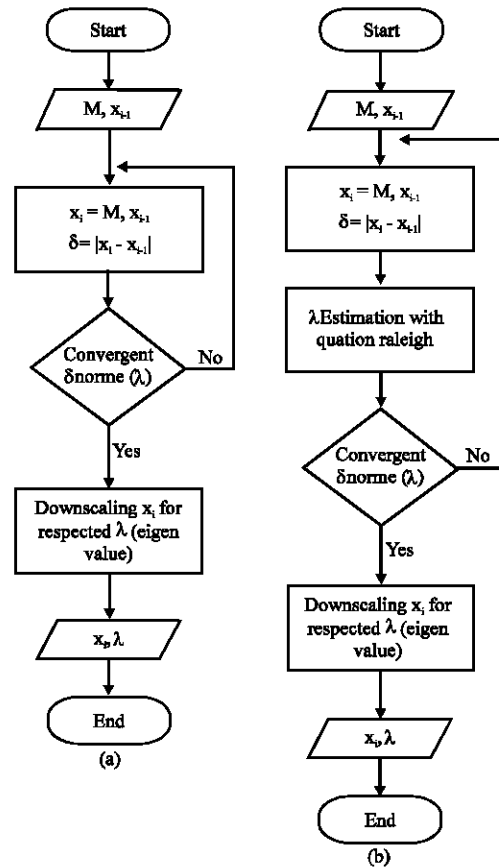 Start
M, xi-1
xi = M, xi-1
δ= |xi - xi-1|
Convergent
δnorme (λ)
No
Yes
Downscaling xi for
respected λ (eigen
value)
xi, λ
End
(a)
Start
M, xi-1
xi = M, xi-1
δ= |xi - xi-1|
λEstimation with
quation raleigh
Convergent
δnorme (λ)
No
Yes
Downscaling xi for
respected λ (eigen
value)
xi, λ
End
(b)